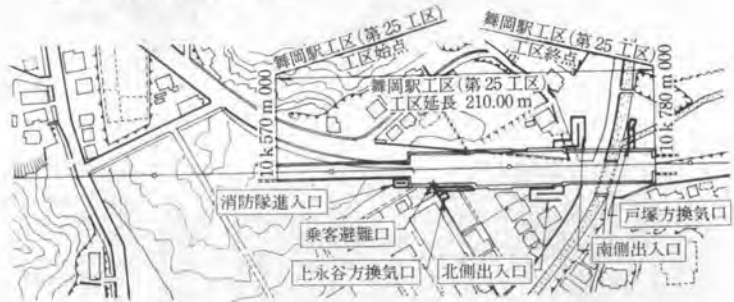 舞岡駅工区(第25工区)
工区始点
舞岡駅工区(第25工区)
工区終点
舞岡駅工区(第25工区)
工区延長 210.00 m
10 k 570 m 000
10 k 780 m 000
消防隊進入口
乗客避難口
上永谷方換気口
北側出入口
南側出入口
戸塚方換気口